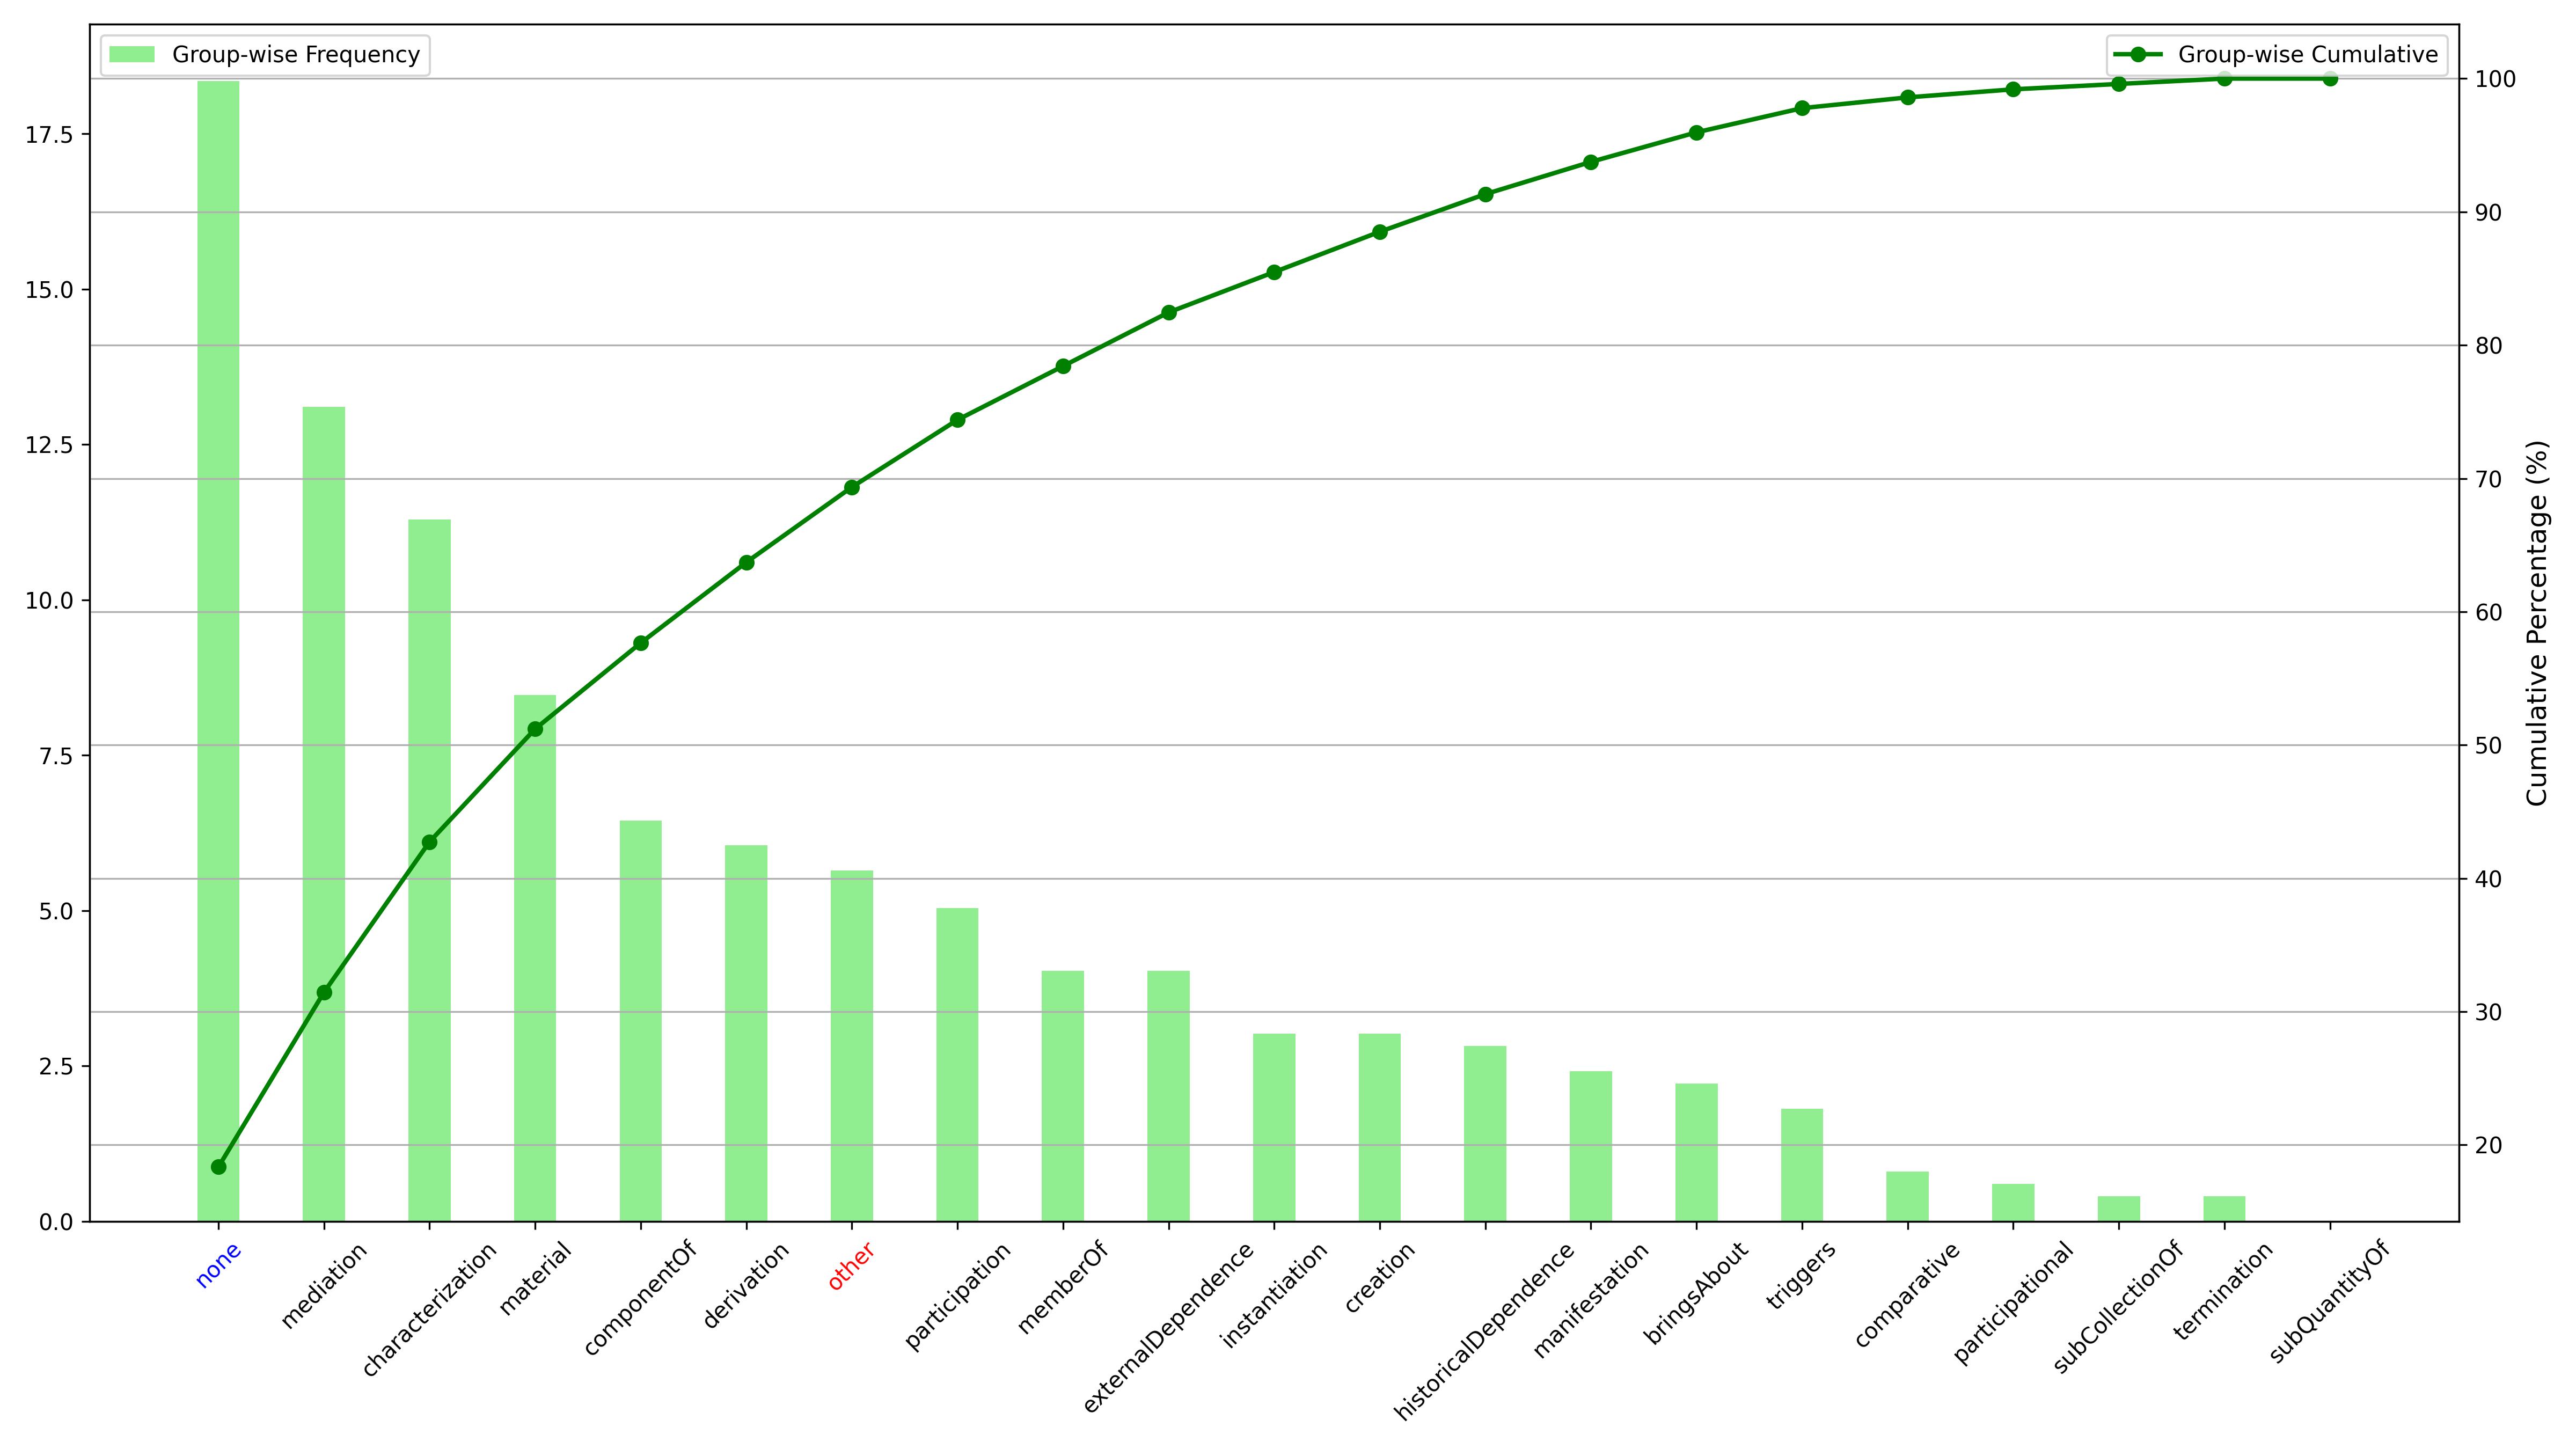 Group-wise Frequency
Group-wise Cumulative
17.5
15.0
12.5
10.0
7.5
5.0
2.5
0.0
100
90
80
70
60
50
40
30
20
Cumulative Percentage (%)
none
mediation
characterization
material
componentOf
derivation
other
participation
memberOf
externalDependence
instantiation
creation
historicalDependence
manifestation
bringsAbout
triggers
comparative
participational
subCollectionOf
termination
subQuantityOf